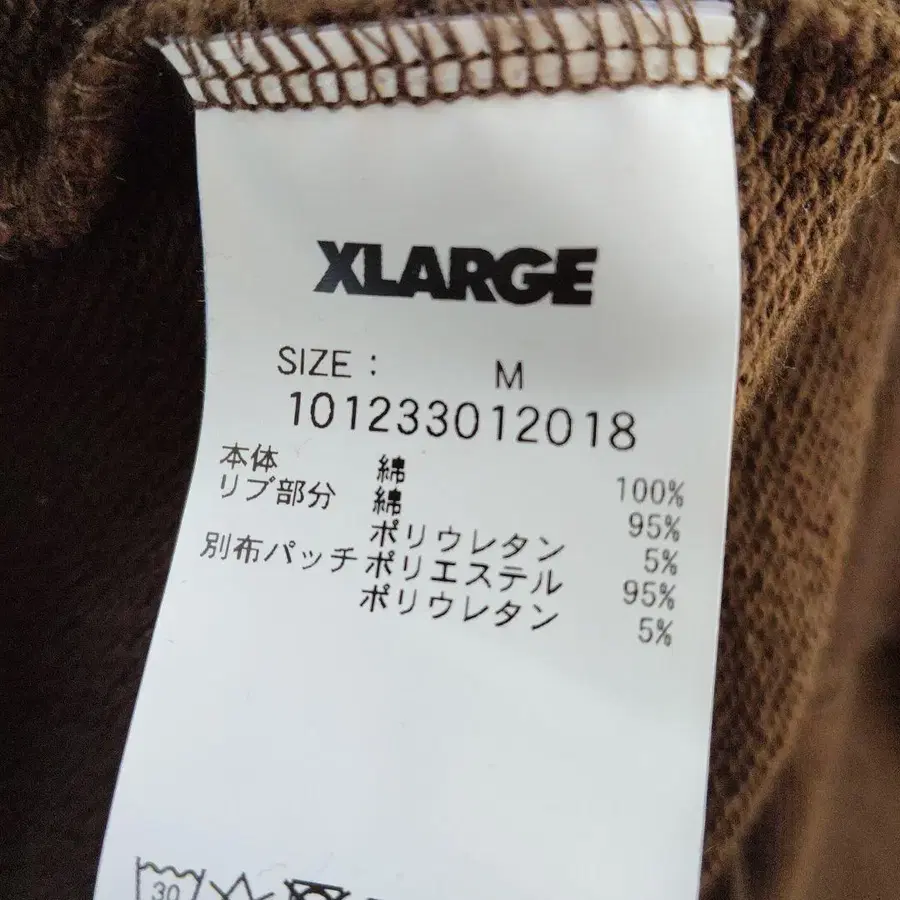 XLARGE
SIZE : M
101233012018
本体 綿 100%
リブ部分 綿 95%
ポリウレタン 5%
別布パッチ ポリエステル 95%
ポリウレタン 5%
30